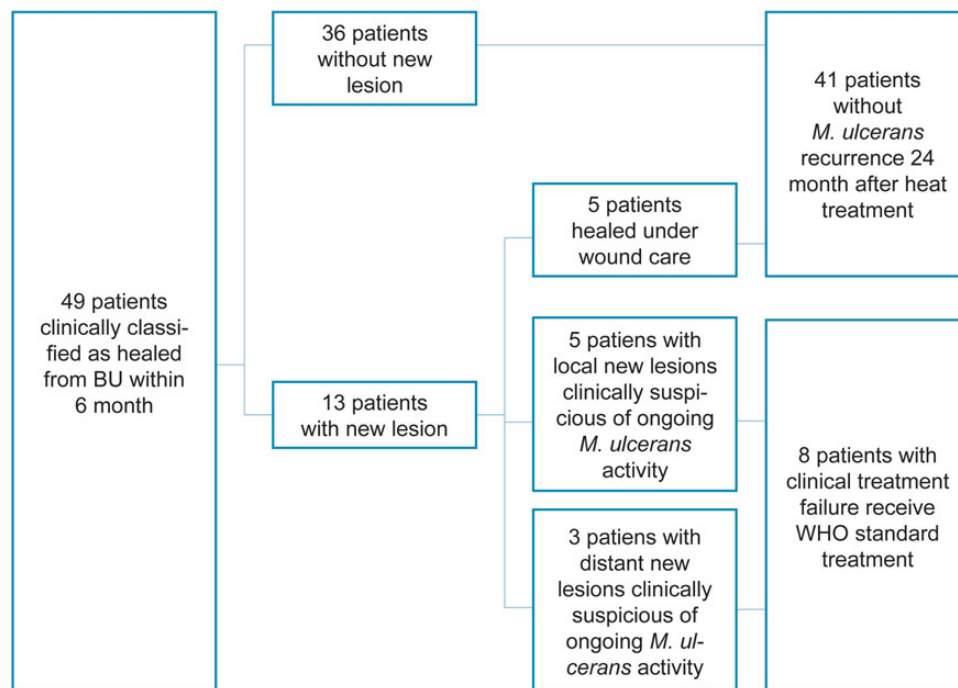 49 patients
clinically classi-
fied as healed
from BU within
6 month
36 patients
without new
lesion
13 patients
with new lesion
5 patients
healed under
wound care
5 patiens with
local new lesions
clinically suspi-
cious of ongoing
M. ulcerans
activity
3 patiens with
distant new
lesions clinically
suspicious of
ongoing M. ul-
cerans activity
41 patients
without
M. ulcerans
recurrence 24
month after heat
treatment
8 patients with
clinical treatment
failure receive
WHO standard
treatment